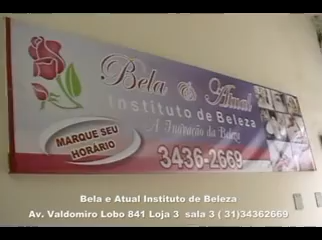 Bela & Atual
Instituto de Beleza
A Inovação da Beleza
MARQUE SEU
HORÁRIO
3436-2669
Bela e Atual Instituto de Beleza
Av. Valdomiro Lobo 841 Loja 3 sala 3 ( 31)34362669